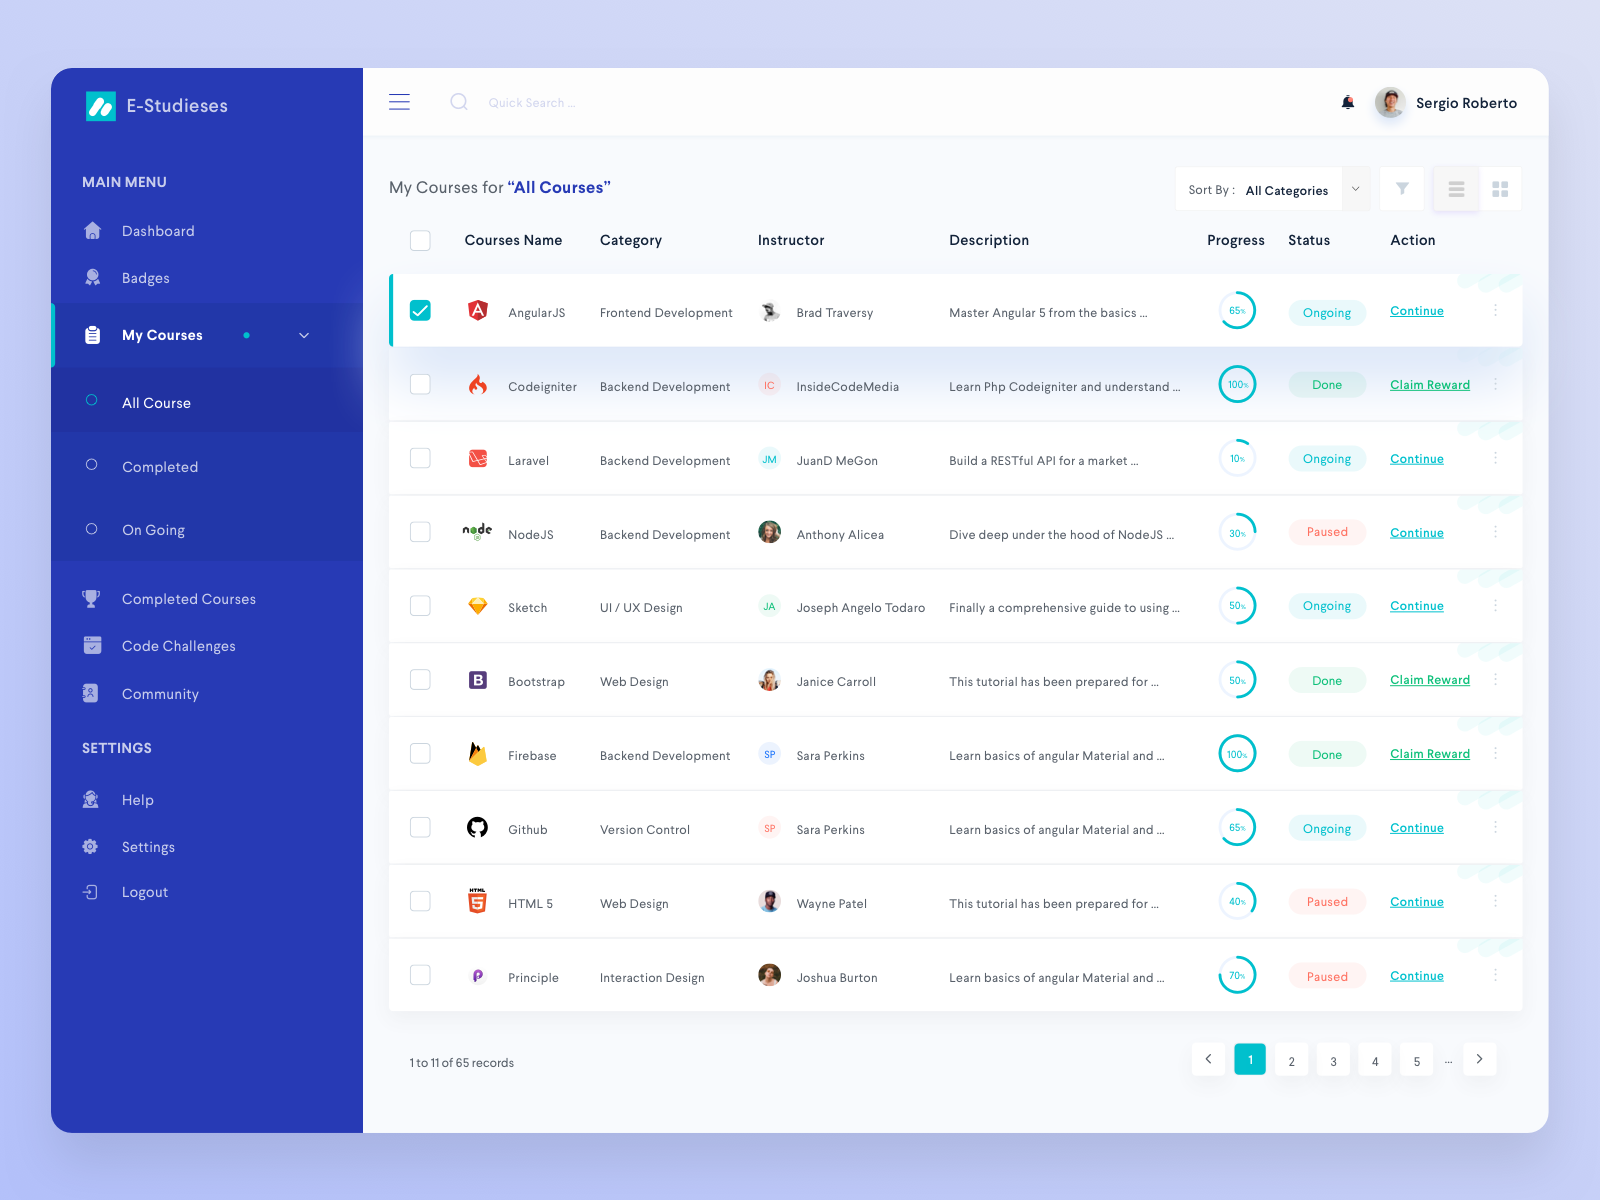 E-Studieses
Quick Search ...
Sergio Roberto
MAIN MENU
Dashboard
Badges
My Courses
All Course
Completed
On Going
Completed Courses
Code Challenges
Community
SETTINGS
Help
Settings
Logout
My Courses for “All Courses”
Sort By : All Categories
Courses Name Category Instructor Description Progress Status Action
AngularJS Frontend Development Brad Traversy Master Angular 5 from the basics ... 65% Ongoing Continue
Codeigniter Backend Development IC InsideCodeMedia Learn Php Codeigniter and understand ... 100% Done Claim Reward
Laravel Backend Development JM JuanD MeGon Build a RESTful API for a market ... 10% Ongoing Continue
node NodeJS Backend Development Anthony Alicea Dive deep under the hood of NodeJS ... 30% Paused Continue
Sketch UI / UX Design JA Joseph Angelo Todaro Finally a comprehensive guide to using ... 50% Ongoing Continue
B Bootstrap Web Design Janice Carroll This tutorial has been prepared for ... 50% Done Claim Reward
Firebase Backend Development SP Sara Perkins Learn basics of angular Material and ... 100% Done Claim Reward
Github Version Control SP Sara Perkins Learn basics of angular Material and ... 65% Ongoing Continue
HTML 5 HTML 5 Web Design Wayne Patel This tutorial has been prepared for ... 40% Paused Continue
Principle Interaction Design Joshua Burton Learn basics of angular Material and ... 70% Paused Continue
1 to 11 of 65 records
1 2 3 4 5 ...